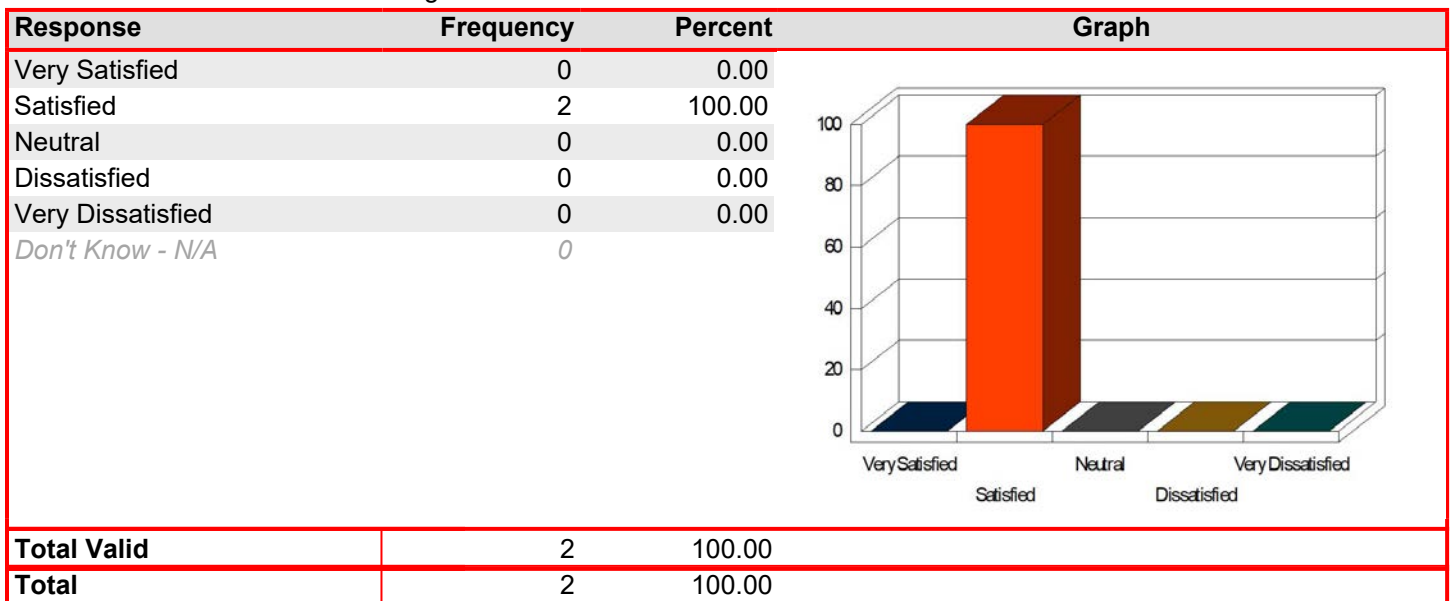 Response Frequency Percent Graph
Very Satisfied 0 0.00
Satisfied 2 100.00
Neutral 0 0.00
Dissatisfied 0 0.00
Very Dissatisfied 0 0.00
Don't Know - N/A 0
100
80
60
40
20
0
Very Satisfied Neutral Very Dissatisfied
Satisfied Dissatisfied
Total Valid 2 100.00
Total 2 100.00